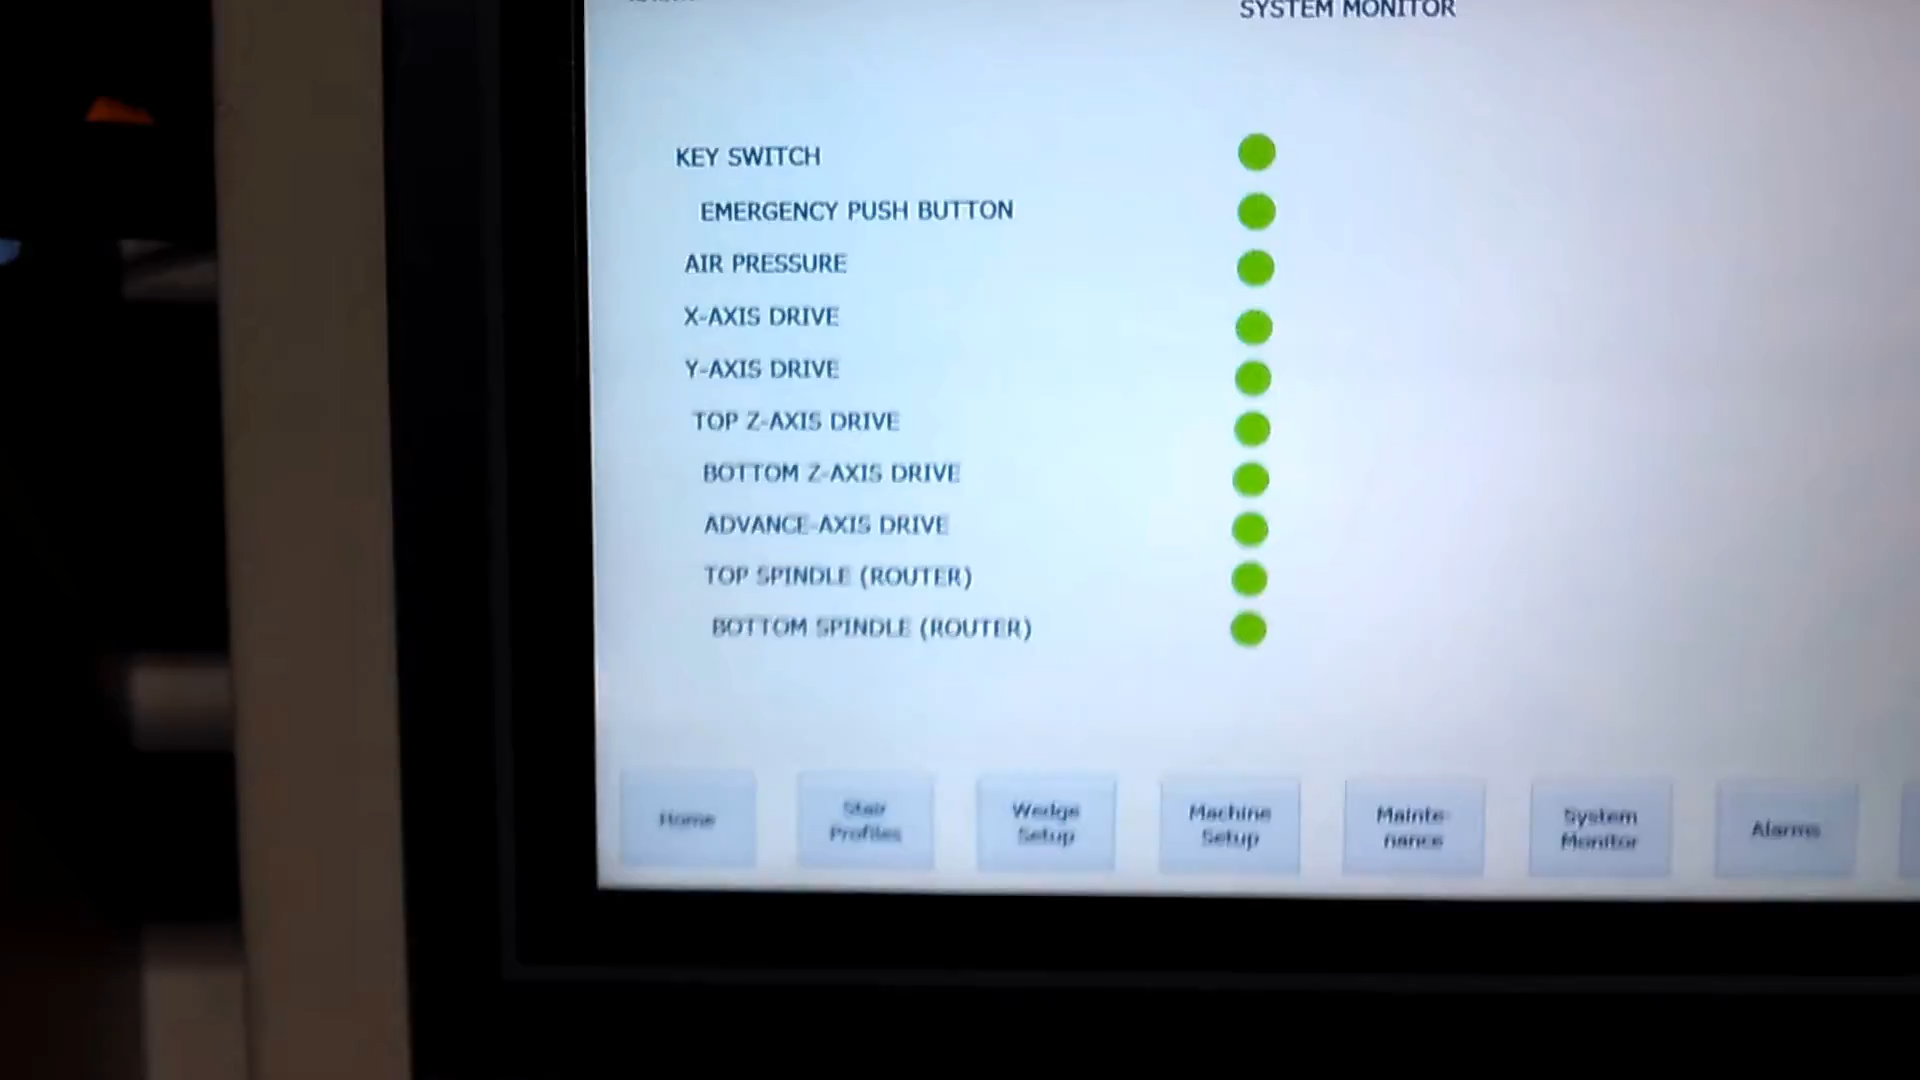 SYSTEM MONITOR
KEY SWITCH
EMERGENCY PUSH BUTTON
AIR PRESSURE
X-AXIS DRIVE
Y-AXIS DRIVE
TOP Z-AXIS DRIVE
BOTTOM Z-AXIS DRIVE
ADVANCE-AXIS DRIVE
TOP SPINDLE (ROUTER)
BOTTOM SPINDLE (ROUTER)
Home
Stair
Profiles
Wedge
Setup
Machine
Setup
Mainte-
nance
System
Monitor
Alarms